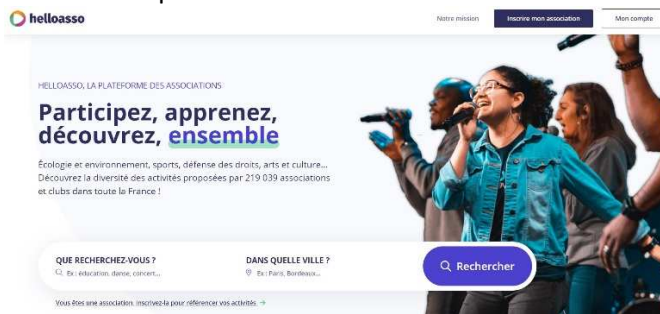 helloasso
Notre mission
Inscrire mon association
Mon compte
HELLOASSO, LA PLATEFORME DES ASSOCIATIONS
Participez, apprenez,
découvrez, ensemble
Écologie et environnement, sports, défense des droits, arts et culture...
Découvrez la diversité des activités proposées par 219 039 associations
et clubs dans toute la France !
QUE RECHERCHEZ-VOUS ?
DANS QUELLE VILLE ?
Ex : éducation, danse, concert...
Ex : Paris, Bordeaux...
Rechercher
Vous êtes une association, inscrivez-la pour référencer vos activités →